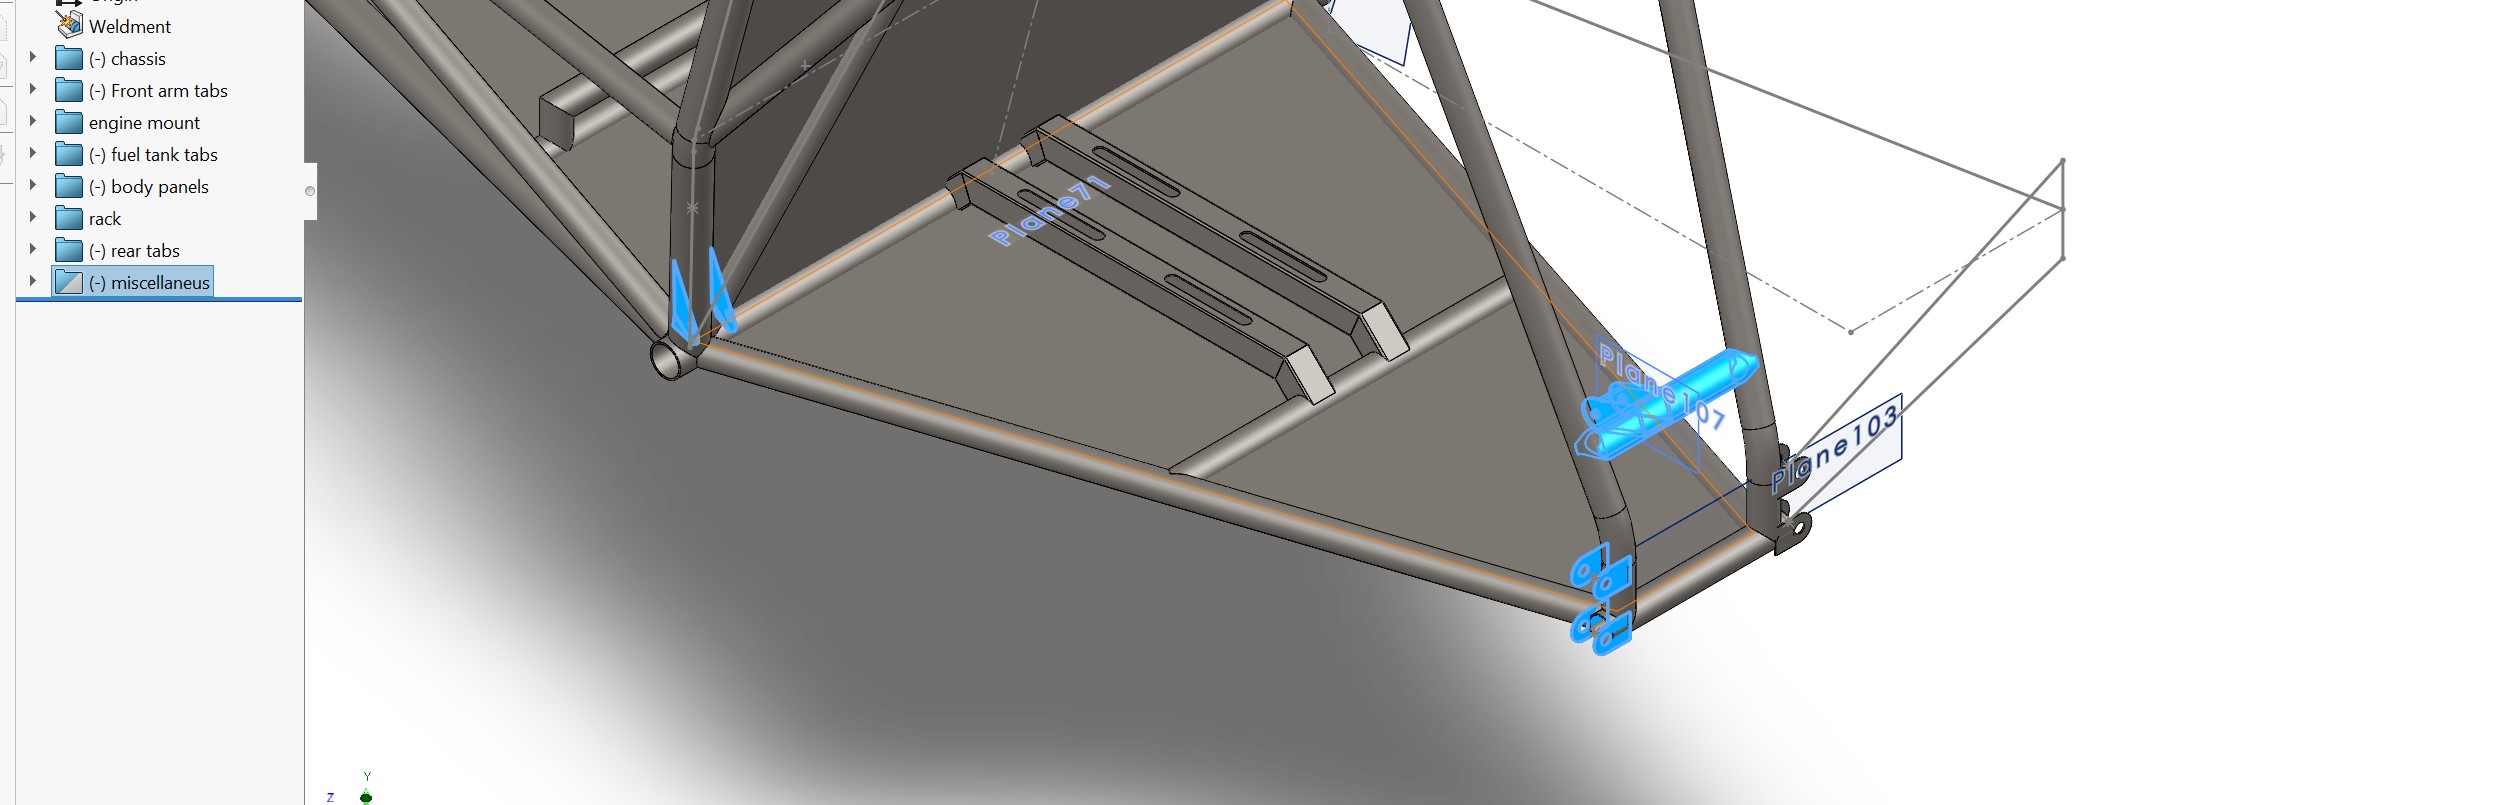 Weldment
(-) chassis
(-) Front arm tabs
engine mount
(-) fuel tank tabs
(-) body panels
rack
(-) rear tabs
(-) miscellaneus
Plane71
Plane107
Plane103
Y
Z